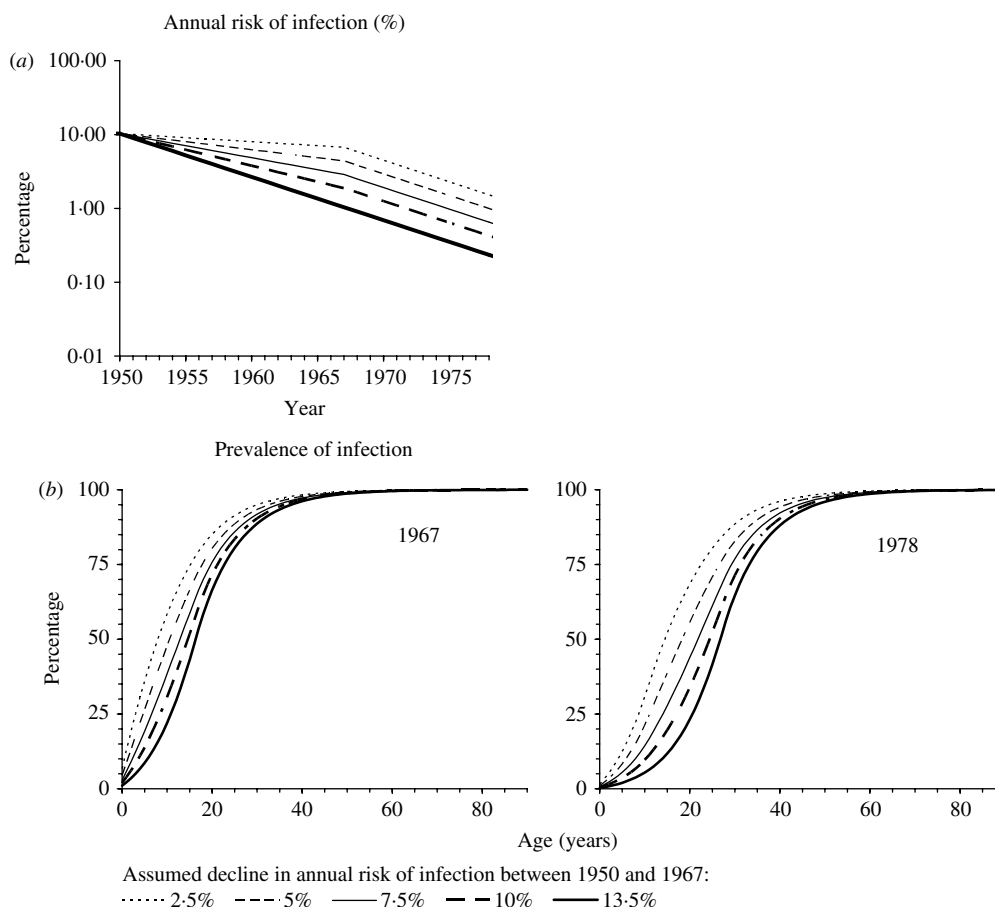 Annual risk of infection (%)
(a)
100·00
10·00
1·00
0·10
0·01
Percentage
1950 1955 1960 1965 1970 1975
Year
Prevalence of infection
(b)
100
75
50
25
0
Percentage
1967
0 20 40 60 80
100
75
50
25
0
1978
0 20 40 60 80
Age (years)
Assumed decline in annual risk of infection between 1950 and 1967:
2·5% 5% 7·5% 10% 13·5%